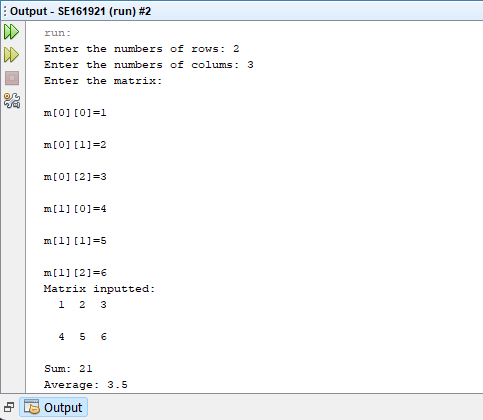 Output - SE161921 (run) #2
run:
Enter the numbers of rows: 2
Enter the numbers of colums: 3
Enter the matrix:
m[0][0]=1
m[0][1]=2
m[0][2]=3
m[1][0]=4
m[1][1]=5
m[1][2]=6
Matrix inputted:
1 2 3
4 5 6
Sum: 21
Average: 3.5
Output